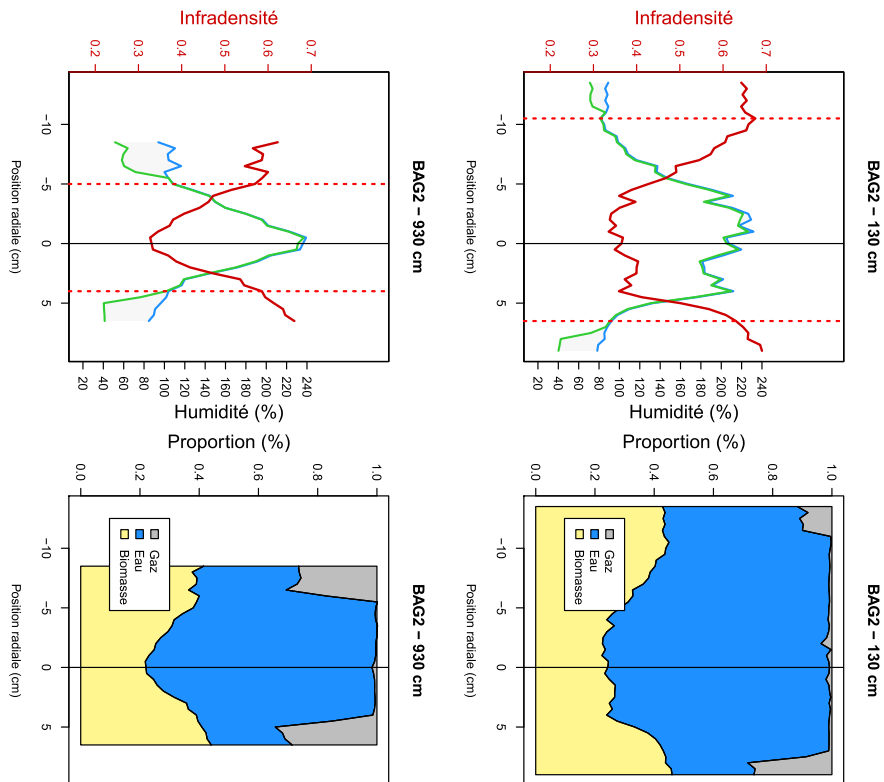 Infradensité
0.2 0.3 0.4 0.5 0.6 0.7
−10 −5 0 5
Position radiale (cm)
BAG2 − 930 cm
20 40 60 80 100 120 140 160 180 200 220 240
Humidité (%)
Infradensité
0.2 0.3 0.4 0.5 0.6 0.7
−10 −5 0 5
Position radiale (cm)
BAG2 − 130 cm
20 40 60 80 100 120 140 160 180 200 220 240
Humidité (%)
Proportion (%)
0.0 0.2 0.4 0.6 0.8 1.0
−10 −5 0 5
Position radiale (cm)
BAG2 − 930 cm
Gaz
Eau
Biomasse
Proportion (%)
0.0 0.2 0.4 0.6 0.8 1.0
−10 −5 0 5
Position radiale (cm)
BAG2 − 130 cm
Gaz
Eau
Biomasse